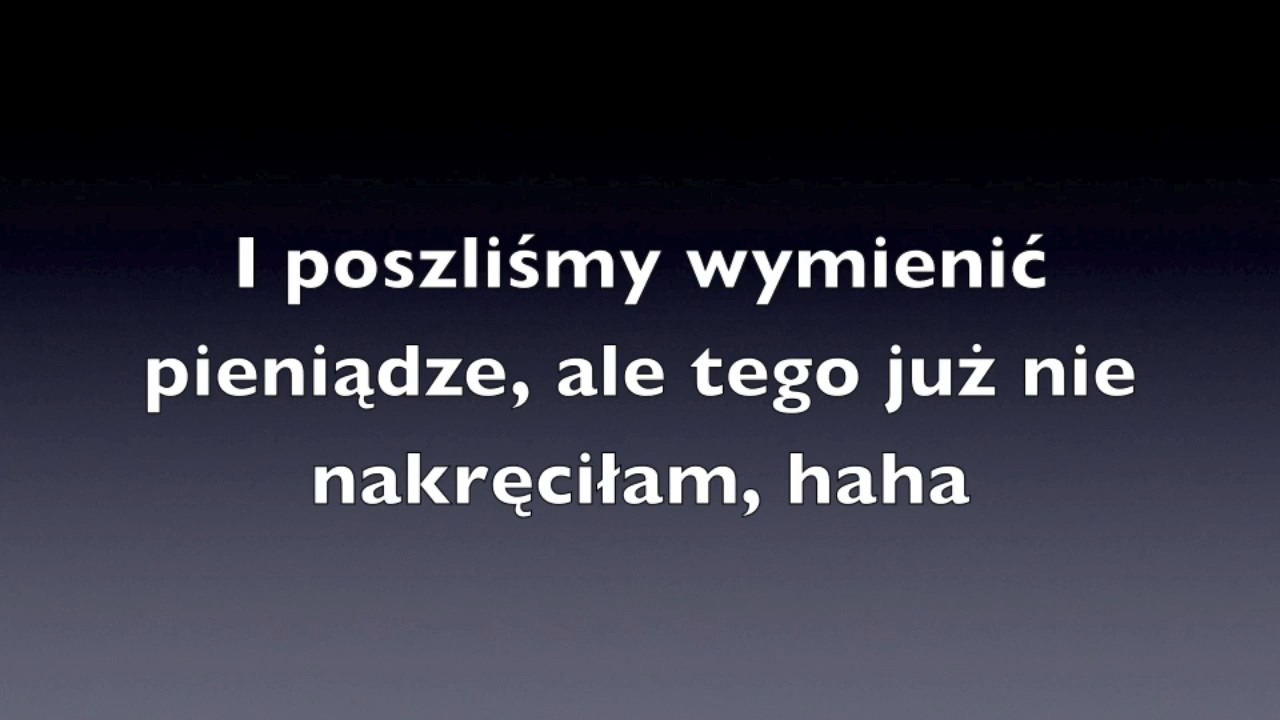 I poszliśmy wymienić
pieniądze, ale tego już nie
nakręciłam, haha